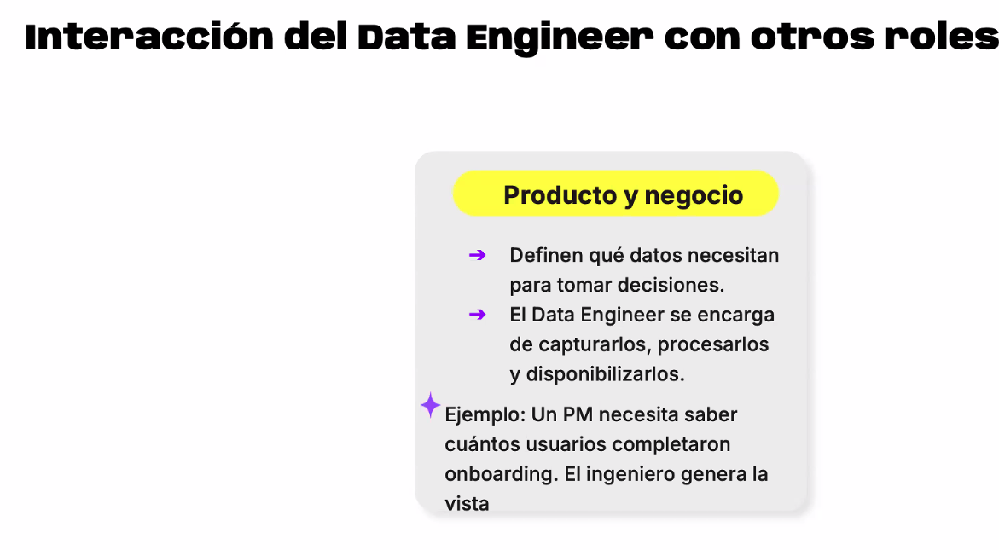 Interacción del Data Engineer con otros roles
Producto y negocio
➔ Definen qué datos necesitan
para tomar decisiones.
➔ El Data Engineer se encarga
de capturarlos, procesarlos
y disponibilizarlos.
Ejemplo: Un PM necesita saber
cuántos usuarios completaron
onboarding. El ingeniero genera la
vista